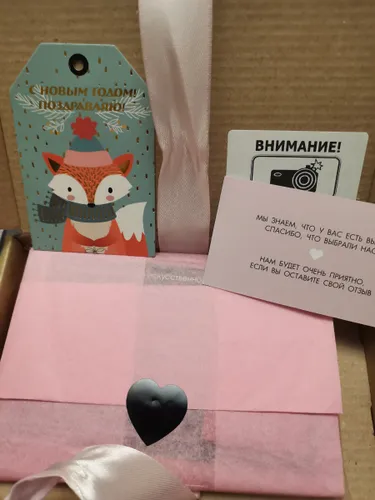 С НОВЫМ ГОДОМ!
ПОЗДРАВЛЯЮ!
ВНИМАНИЕ!
МЫ ЗНАЕМ, ЧТО У ВАС ЕСТЬ
СПАСИБО, ЧТО ВЫБРАЛИ НАС
НАМ БУДЕТ ОЧЕНЬ ПРИЯТНО,
ЕСЛИ ВЫ ОСТАВИТЕ СВОЙ ОТЗЫВ